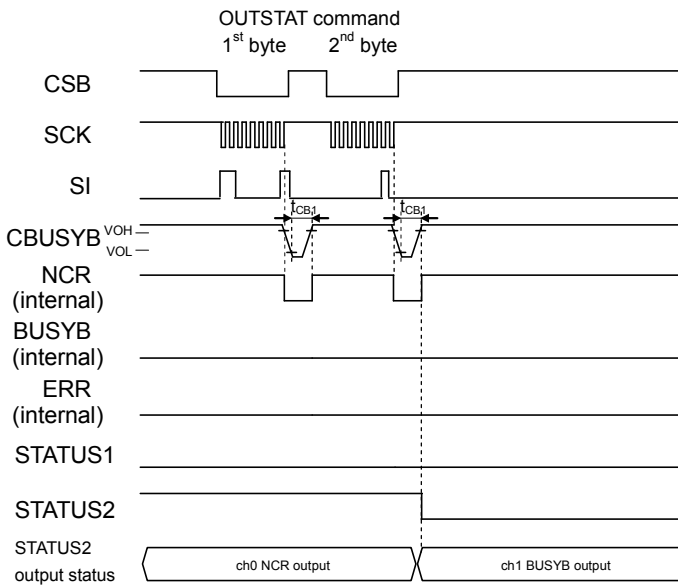 OUTSTAT command
1st byte 2nd byte
CSB
SCK
SI
tCB1 tCB1
CBUSYB VOH
VOL
NCR
(internal)
BUSYB
(internal)
ERR
(internal)
STATUS1
STATUS2
STATUS2
output status ch0 NCR output ch1 BUSYB output